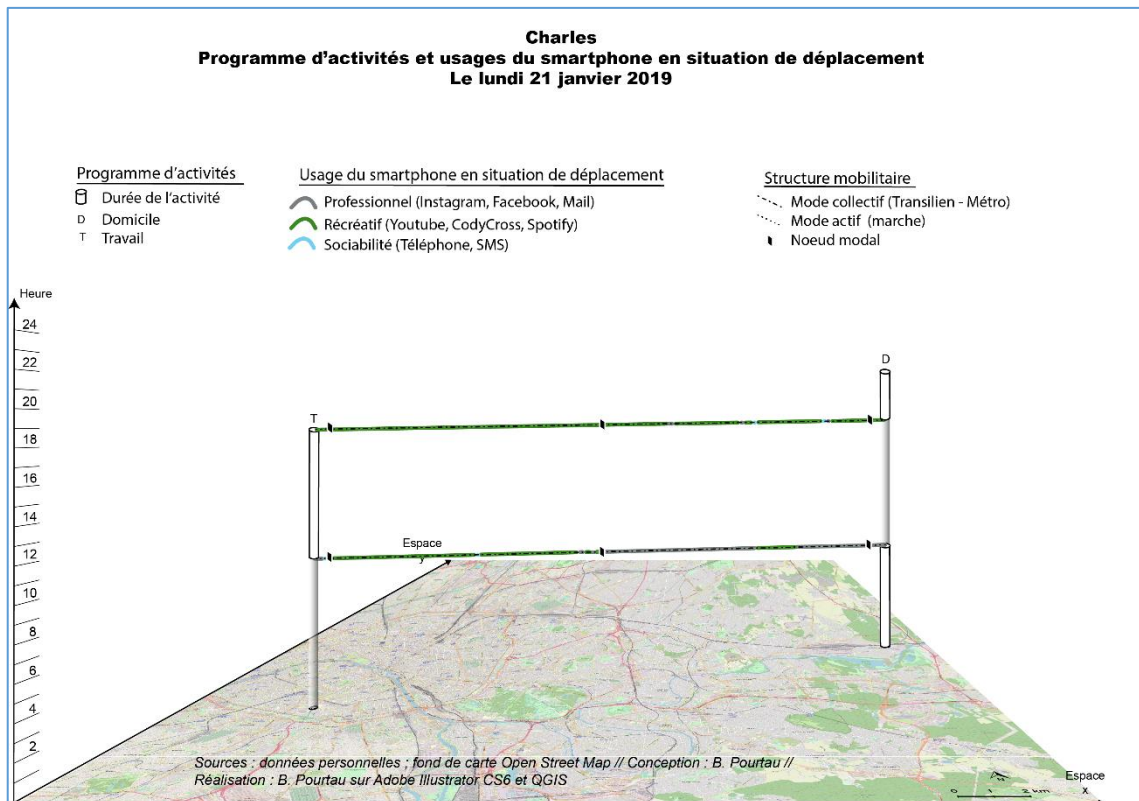 Charles
Programme d'activités et usages du smartphone en situation de déplacement
Le lundi 21 janvier 2019
Programme d'activités
Durée de l'activité
D Domicile
T Travail
Usage du smartphone en situation de déplacement
Professionnel (Instagram, Facebook, Mail)
Récréatif (Youtube, CodyCross, Spotify)
Sociabilité (Téléphone, SMS)
Structure mobilitaire
Mode collectif (Transilien - Métro)
Mode actif (marche)
Noeud modal
Heure
24
22
20
18
16
14
12
10
8
6
4
2
D
T
Espace
y
Sources : données personnelles ; fond de carte Open Street Map // Conception : B. Pourtau //
Réalisation : B. Pourtau sur Adobe Illustrator CS6 et QGIS
N
0 1 2 km
Espace
x